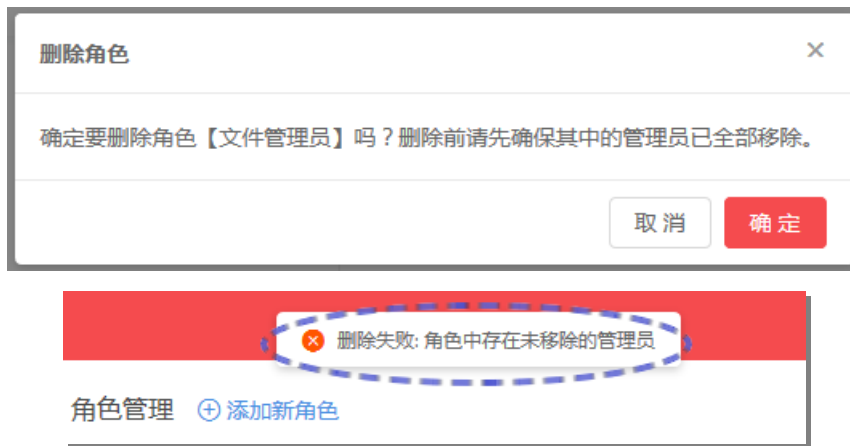 删除角色
确定要删除角色【文件管理员】吗？删除前请先确保其中的管理员已全部移除。
取 消 确 定
删除失败: 角色中存在未移除的管理员
角色管理 添加新角色